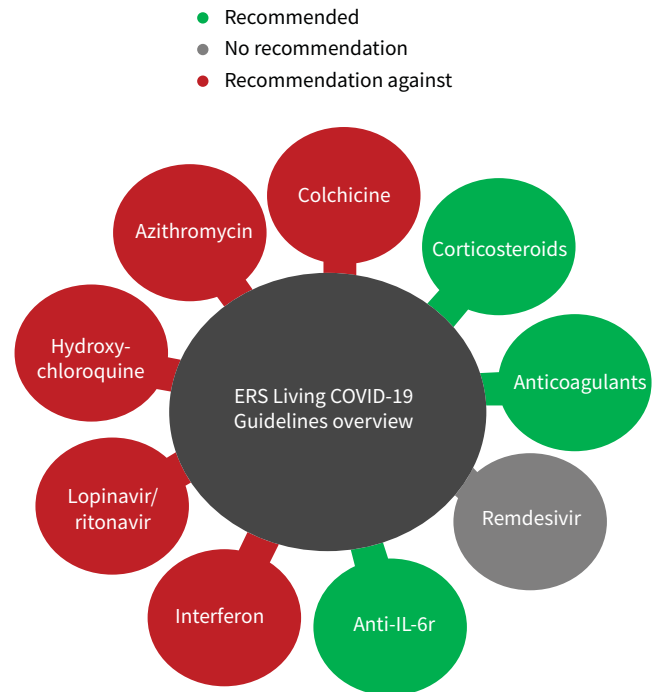 Recommended
No recommendation
Recommendation against
Colchicine
Azithromycin
Corticosteroids
Hydroxy-
chloroquine
Anticoagulants
ERS Living COVID-19
Guidelines overview
Lopinavir/
ritonavir
Remdesivir
Interferon
Anti-IL-6r